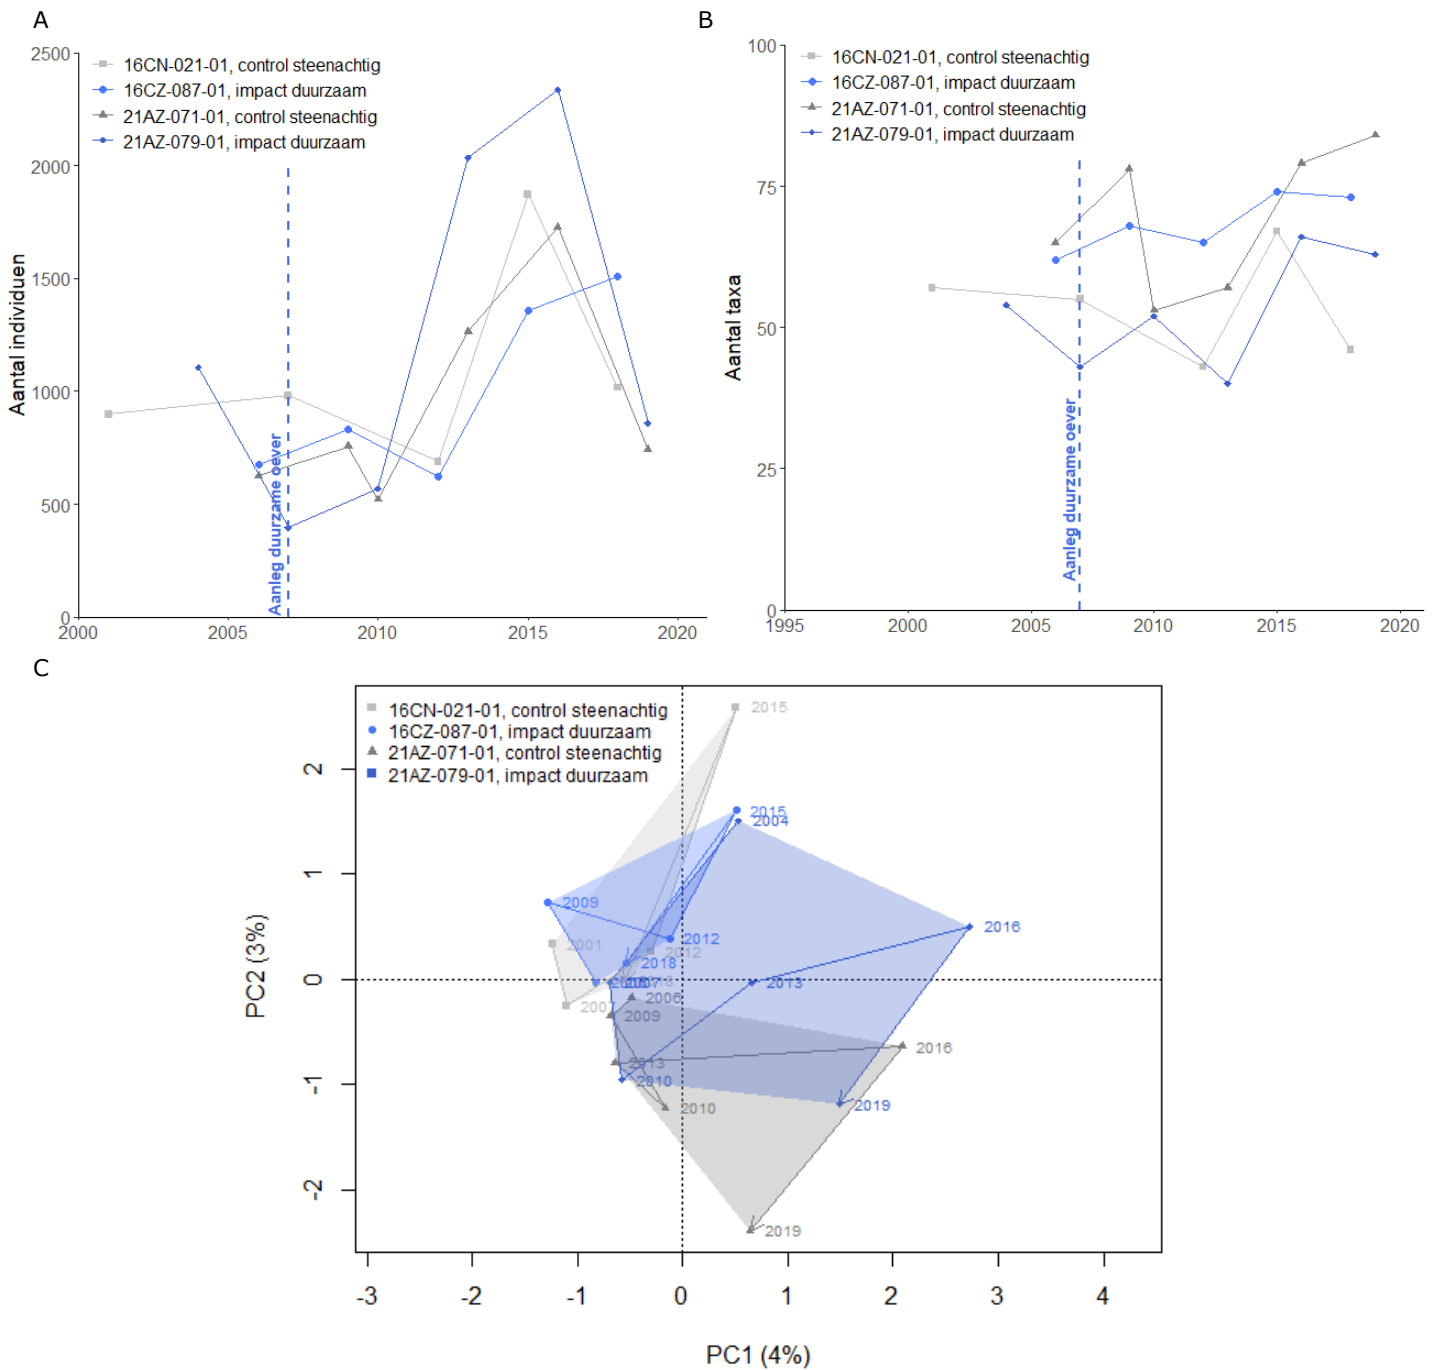 A
2500
2000
1500
1000
500
0
2000
2005
2010
2015
2020
Aantal individuen
16CN-021-01, control steenachtig
16CZ-087-01, impact duurzaam
21AZ-071-01, control steenachtig
21AZ-079-01, impact duurzaam
Aanleg duurzame oever
B
100
75
50
25
0
1995
2000
2005
2010
2015
2020
Aantal taxa
16CN-021-01, control steenachtig
16CZ-087-01, impact duurzaam
21AZ-071-01, control steenachtig
21AZ-079-01, impact duurzaam
Aanleg duurzame oever
C
16CN-021-01, control steenachtig
16CZ-087-01, impact duurzaam
21AZ-071-01, control steenachtig
21AZ-079-01, impact duurzaam
2015
2015
2004
2009
2016
2012
2001
2012
2018
2013
2006
2007
2009
2016
2013
2010
2019
2010
2019
2
1
0
-1
-2
PC2 (3%)
-3
-2
-1
0
1
2
3
4
PC1 (4%)